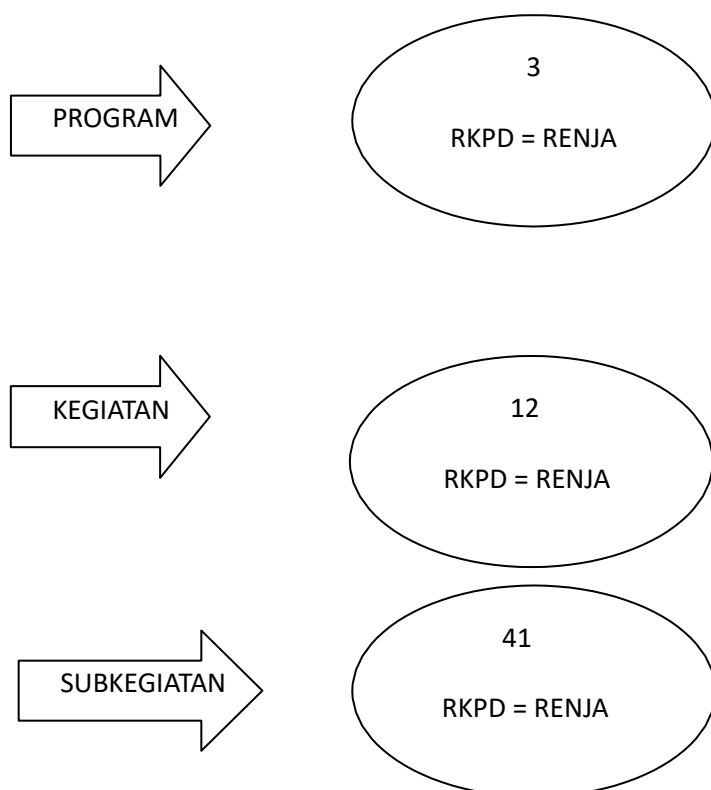 PROGRAM
3
RKPD = RENJA
KEGIATAN
12
RKPD = RENJA
SUBKEGIATAN
41
RKPD = RENJA